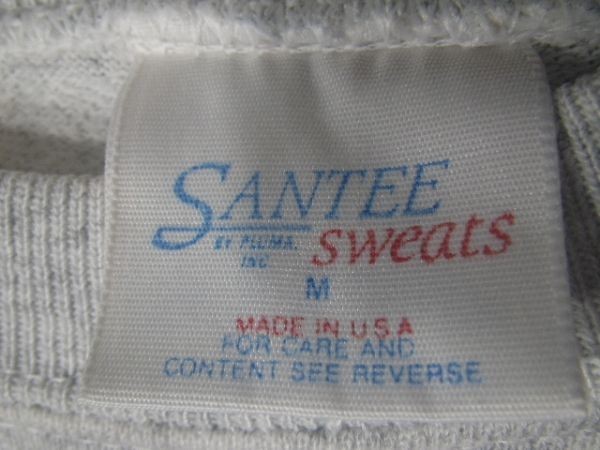 SANTEE
BY PLUMA, sweats
INC
M
MADE IN U.S.A
FOR CARE AND
CONTENT SEE REVERSE